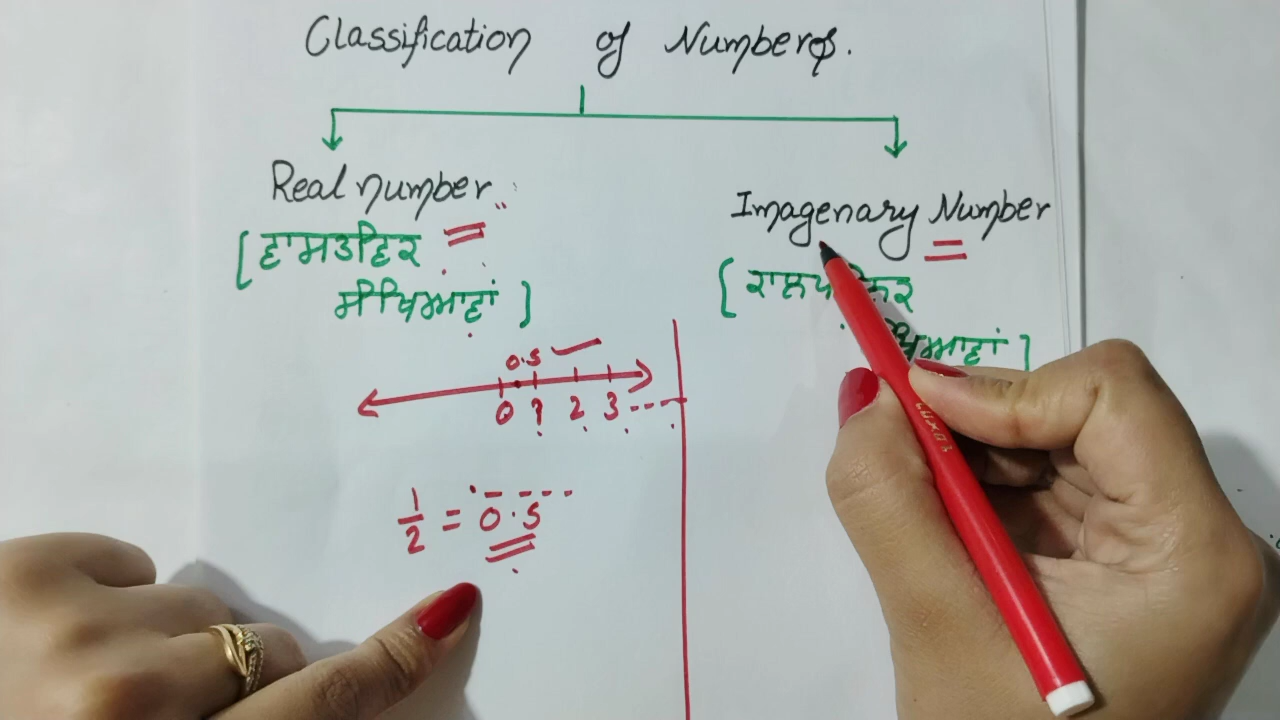 Classification of Numbers.
Real number
[ਵਾਸਤਵਿਕ
ਸੰਖਿਆਵਾਂ]
Imagenary Number
0.5
0 1 2 3 ----
1/2 = 0.5
LUXOR